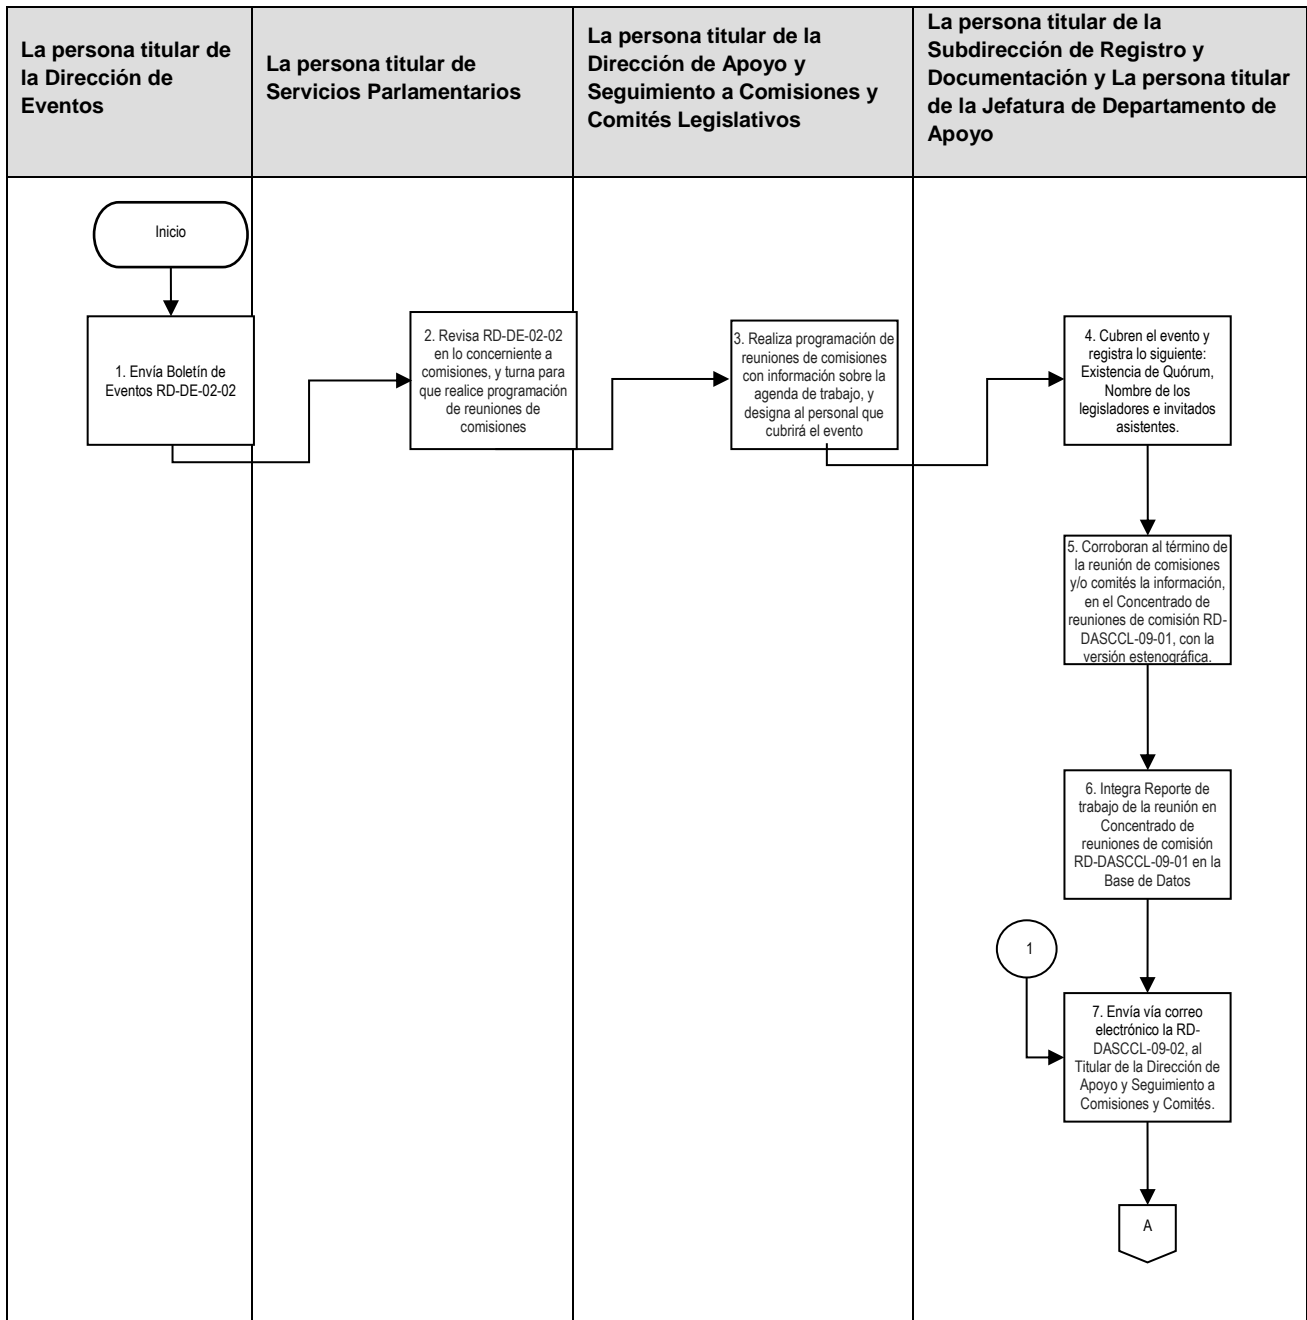 La persona titular de
la Dirección de
Eventos
La persona titular de
Servicios Parlamentarios
La persona titular de la
Dirección de Apoyo y
Seguimiento a Comisiones y
Comités Legislativos
La persona titular de la
Subdirección de Registro y
Documentación y La persona titular
de la Jefatura de Departamento de
Apoyo
Inicio
1. Envía Boletín de
Eventos RD-DE-02-02
2. Revisa RD-DE-02-02
en lo concerniente a
comisiones, y turna para
que realice programación
de reuniones de
comisiones
3. Realiza programación de
reuniones de comisiones
con información sobre la
agenda de trabajo, y
designa al personal que
cubrirá el evento
4. Cubren el evento y
registra lo siguiente:
Existencia de Quórum,
Nombre de los
legisladores e invitados
asistentes.
5. Corroboran al término de
la reunión de comisiones
y/o comités la información,
en el Concentrado de
reuniones de comisión RD-
DASCCL-09-01, con la
versión estenográfica.
6. Integra Reporte de
trabajo de la reunión en
Concentrado de
reuniones de comisión
RD-DASCCL-09-01 en la
Base de Datos
1
7. Envía vía correo
electrónico la RD-
DASCCL-09-02, al
Titular de la Dirección de
Apoyo y Seguimiento a
Comisiones y Comités.
A